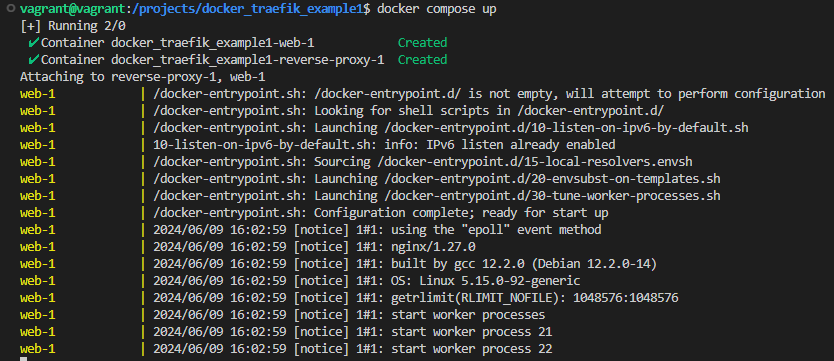 vagrant@vagrant:/projects/docker_traefik_example1$ docker compose up
[+] Running 2/0
✔Container docker_traefik_example1-web-1 Created
✔Container docker_traefik_example1-reverse-proxy-1 Created
Attaching to reverse-proxy-1, web-1
web-1 | /docker-entrypoint.sh: /docker-entrypoint.d/ is not empty, will attempt to perform configuration
web-1 | /docker-entrypoint.sh: Looking for shell scripts in /docker-entrypoint.d/
web-1 | /docker-entrypoint.sh: Launching /docker-entrypoint.d/10-listen-on-ipv6-by-default.sh
web-1 | 10-listen-on-ipv6-by-default.sh: info: IPv6 listen already enabled
web-1 | /docker-entrypoint.sh: Sourcing /docker-entrypoint.d/15-local-resolvers.envsh
web-1 | /docker-entrypoint.sh: Launching /docker-entrypoint.d/20-envsubst-on-templates.sh
web-1 | /docker-entrypoint.sh: Launching /docker-entrypoint.d/30-tune-worker-processes.sh
web-1 | /docker-entrypoint.sh: Configuration complete; ready for start up
web-1 | 2024/06/09 16:02:59 [notice] 1#1: using the "epoll" event method
web-1 | 2024/06/09 16:02:59 [notice] 1#1: nginx/1.27.0
web-1 | 2024/06/09 16:02:59 [notice] 1#1: built by gcc 12.2.0 (Debian 12.2.0-14)
web-1 | 2024/06/09 16:02:59 [notice] 1#1: OS: Linux 5.15.0-92-generic
web-1 | 2024/06/09 16:02:59 [notice] 1#1: getrlimit(RLIMIT_NOFILE): 1048576:1048576
web-1 | 2024/06/09 16:02:59 [notice] 1#1: start worker processes
web-1 | 2024/06/09 16:02:59 [notice] 1#1: start worker process 21
web-1 | 2024/06/09 16:02:59 [notice] 1#1: start worker process 22